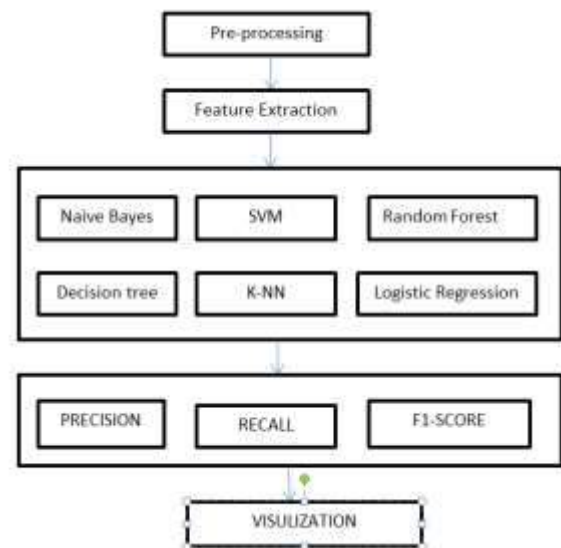 Pre-processing
Feature Extraction
Naive Bayes
SVM
Random Forest
Decision tree
K-NN
Logistic Regression
PRECISION
RECALL
F1-SCORE
VISULIZATION